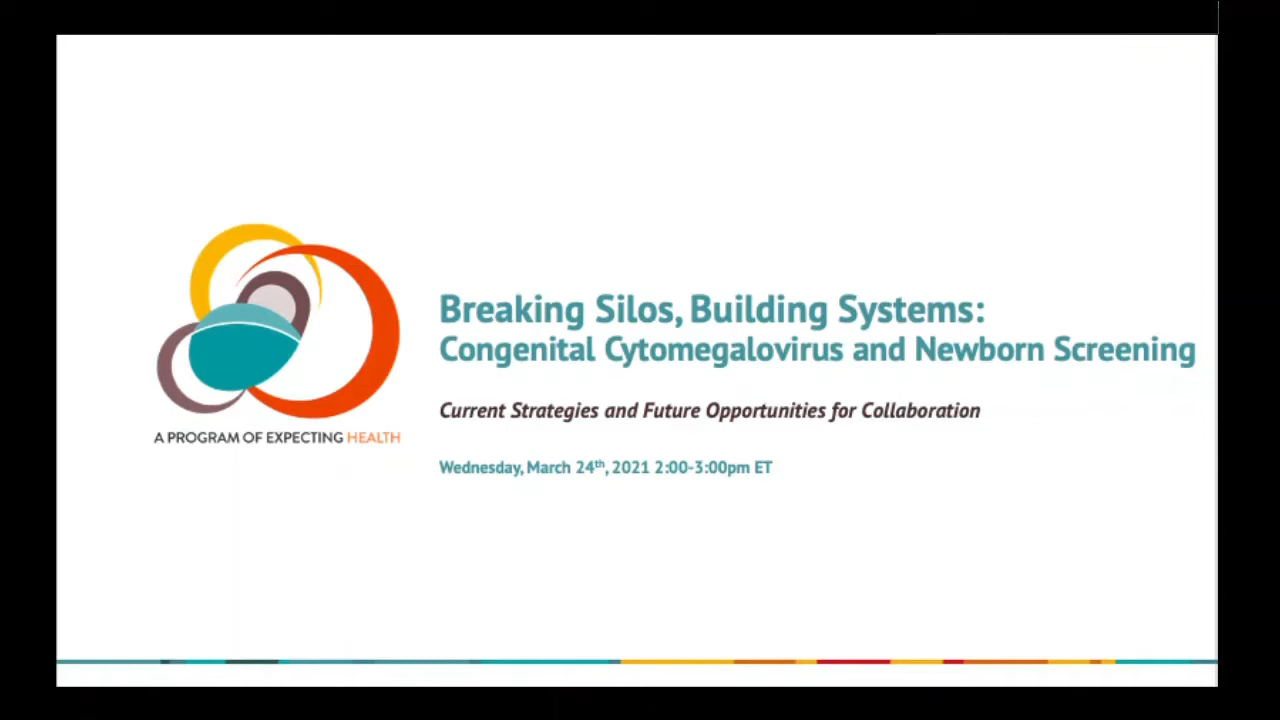 Breaking Silos, Building Systems:
Congenital Cytomegalovirus and Newborn Screening
Current Strategies and Future Opportunities for Collaboration
A PROGRAM OF EXPECTING HEALTH
Wednesday, March 24th, 2021 2:00-3:00pm ET